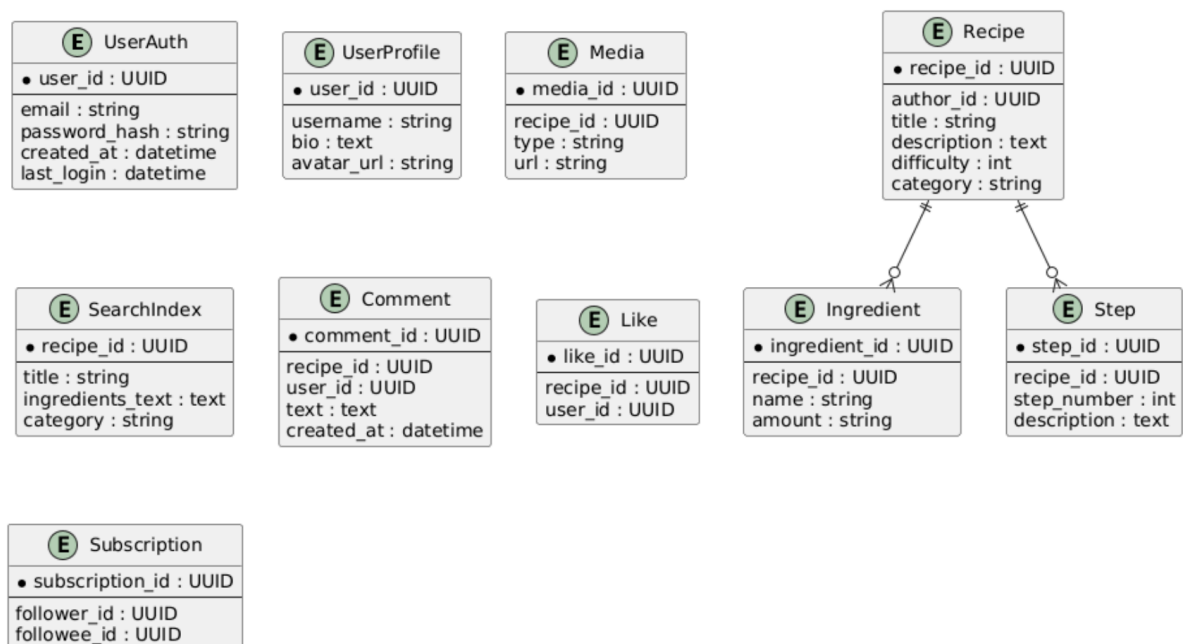 E UserAuth
user_id : UUID
email : string
password_hash : string
created_at : datetime
last_login : datetime
E UserProfile
user_id : UUID
username : string
bio : text
avatar_url : string
E Media
media_id : UUID
recipe_id : UUID
type : string
url : string
E Recipe
recipe_id : UUID
author_id : UUID
title : string
description : text
difficulty : int
category : string
E SearchIndex
recipe_id : UUID
title : string
ingredients_text : text
category : string
E Comment
comment_id : UUID
recipe_id : UUID
user_id : UUID
text : text
created_at : datetime
E Like
like_id : UUID
recipe_id : UUID
user_id : UUID
E Ingredient
ingredient_id : UUID
recipe_id : UUID
name : string
amount : string
E Step
step_id : UUID
recipe_id : UUID
step_number : int
description : text
E Subscription
subscription_id : UUID
follower_id : UUID
followee_id : UUID